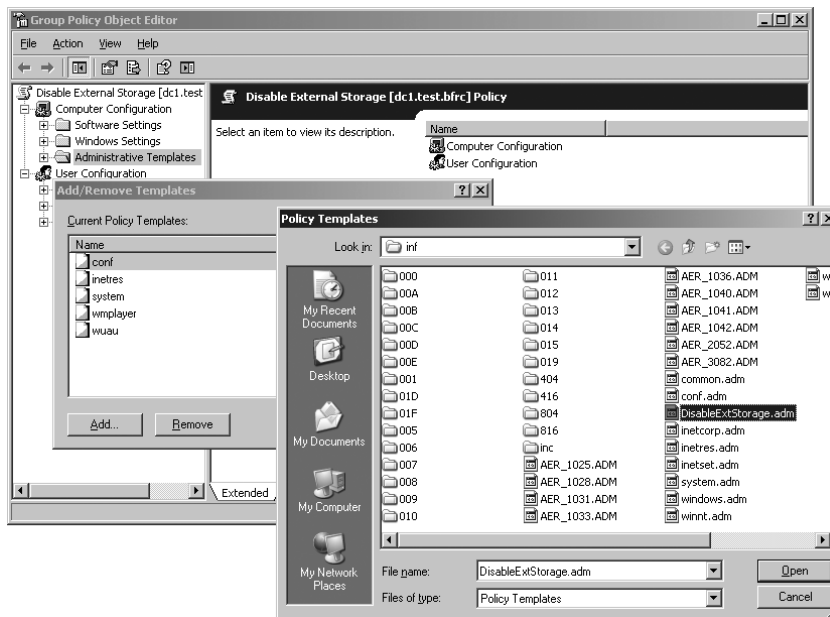 Group Policy Object Editor
File Action View Help
Disable External Storage [dc1.test
Computer Configuration
Software Settings
Windows Settings
Administrative Templates
User Configuration
Disable External Storage [dc1.test.bfrc] Policy
Select an item to view its description.
Name
Computer Configuration
User Configuration
Extended
Add/Remove Templates
Current Policy Templates:
Name
conf
inetres
system
wmplayer
wuau
Add... Remove
Policy Templates
Look in: inf
My Recent
Documents
Desktop
My Documents
My Computer
My Network
Places
000
00A
00B
00C
00D
00E
001
01D
01F
005
006
007
008
009
010
011
012
013
014
015
019
404
416
804
816
inc
AER_1025.ADM
AER_1028.ADM
AER_1031.ADM
AER_1033.ADM
AER_1036.ADM
AER_1040.ADM
AER_1041.ADM
AER_1042.ADM
AER_2052.ADM
AER_3082.ADM
common.adm
conf.adm
DisableExtStorage.adm
inetcorp.adm
inetres.adm
inetset.adm
system.adm
windows.adm
winnt.adm
w
w
File name: DisableExtStorage.adm Open
Files of type: Policy Templates Cancel